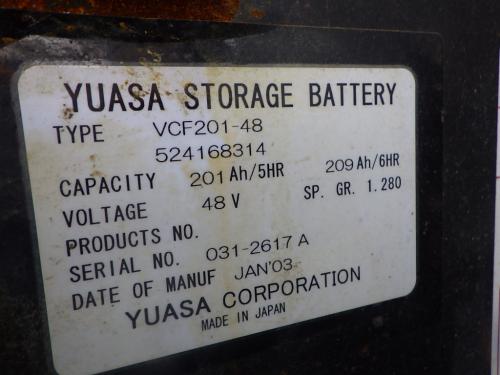 YUASA STORAGE BATTERY
TYPE VCF201-48
524168314
CAPACITY 201 Ah/5HR 209 Ah/6HR
VOLTAGE 48 V SP. GR. 1.280
PRODUCTS NO.
SERIAL NO. 031-2617 A
DATE OF MANUF JAN'03
YUASA CORPORATION
MADE IN JAPAN